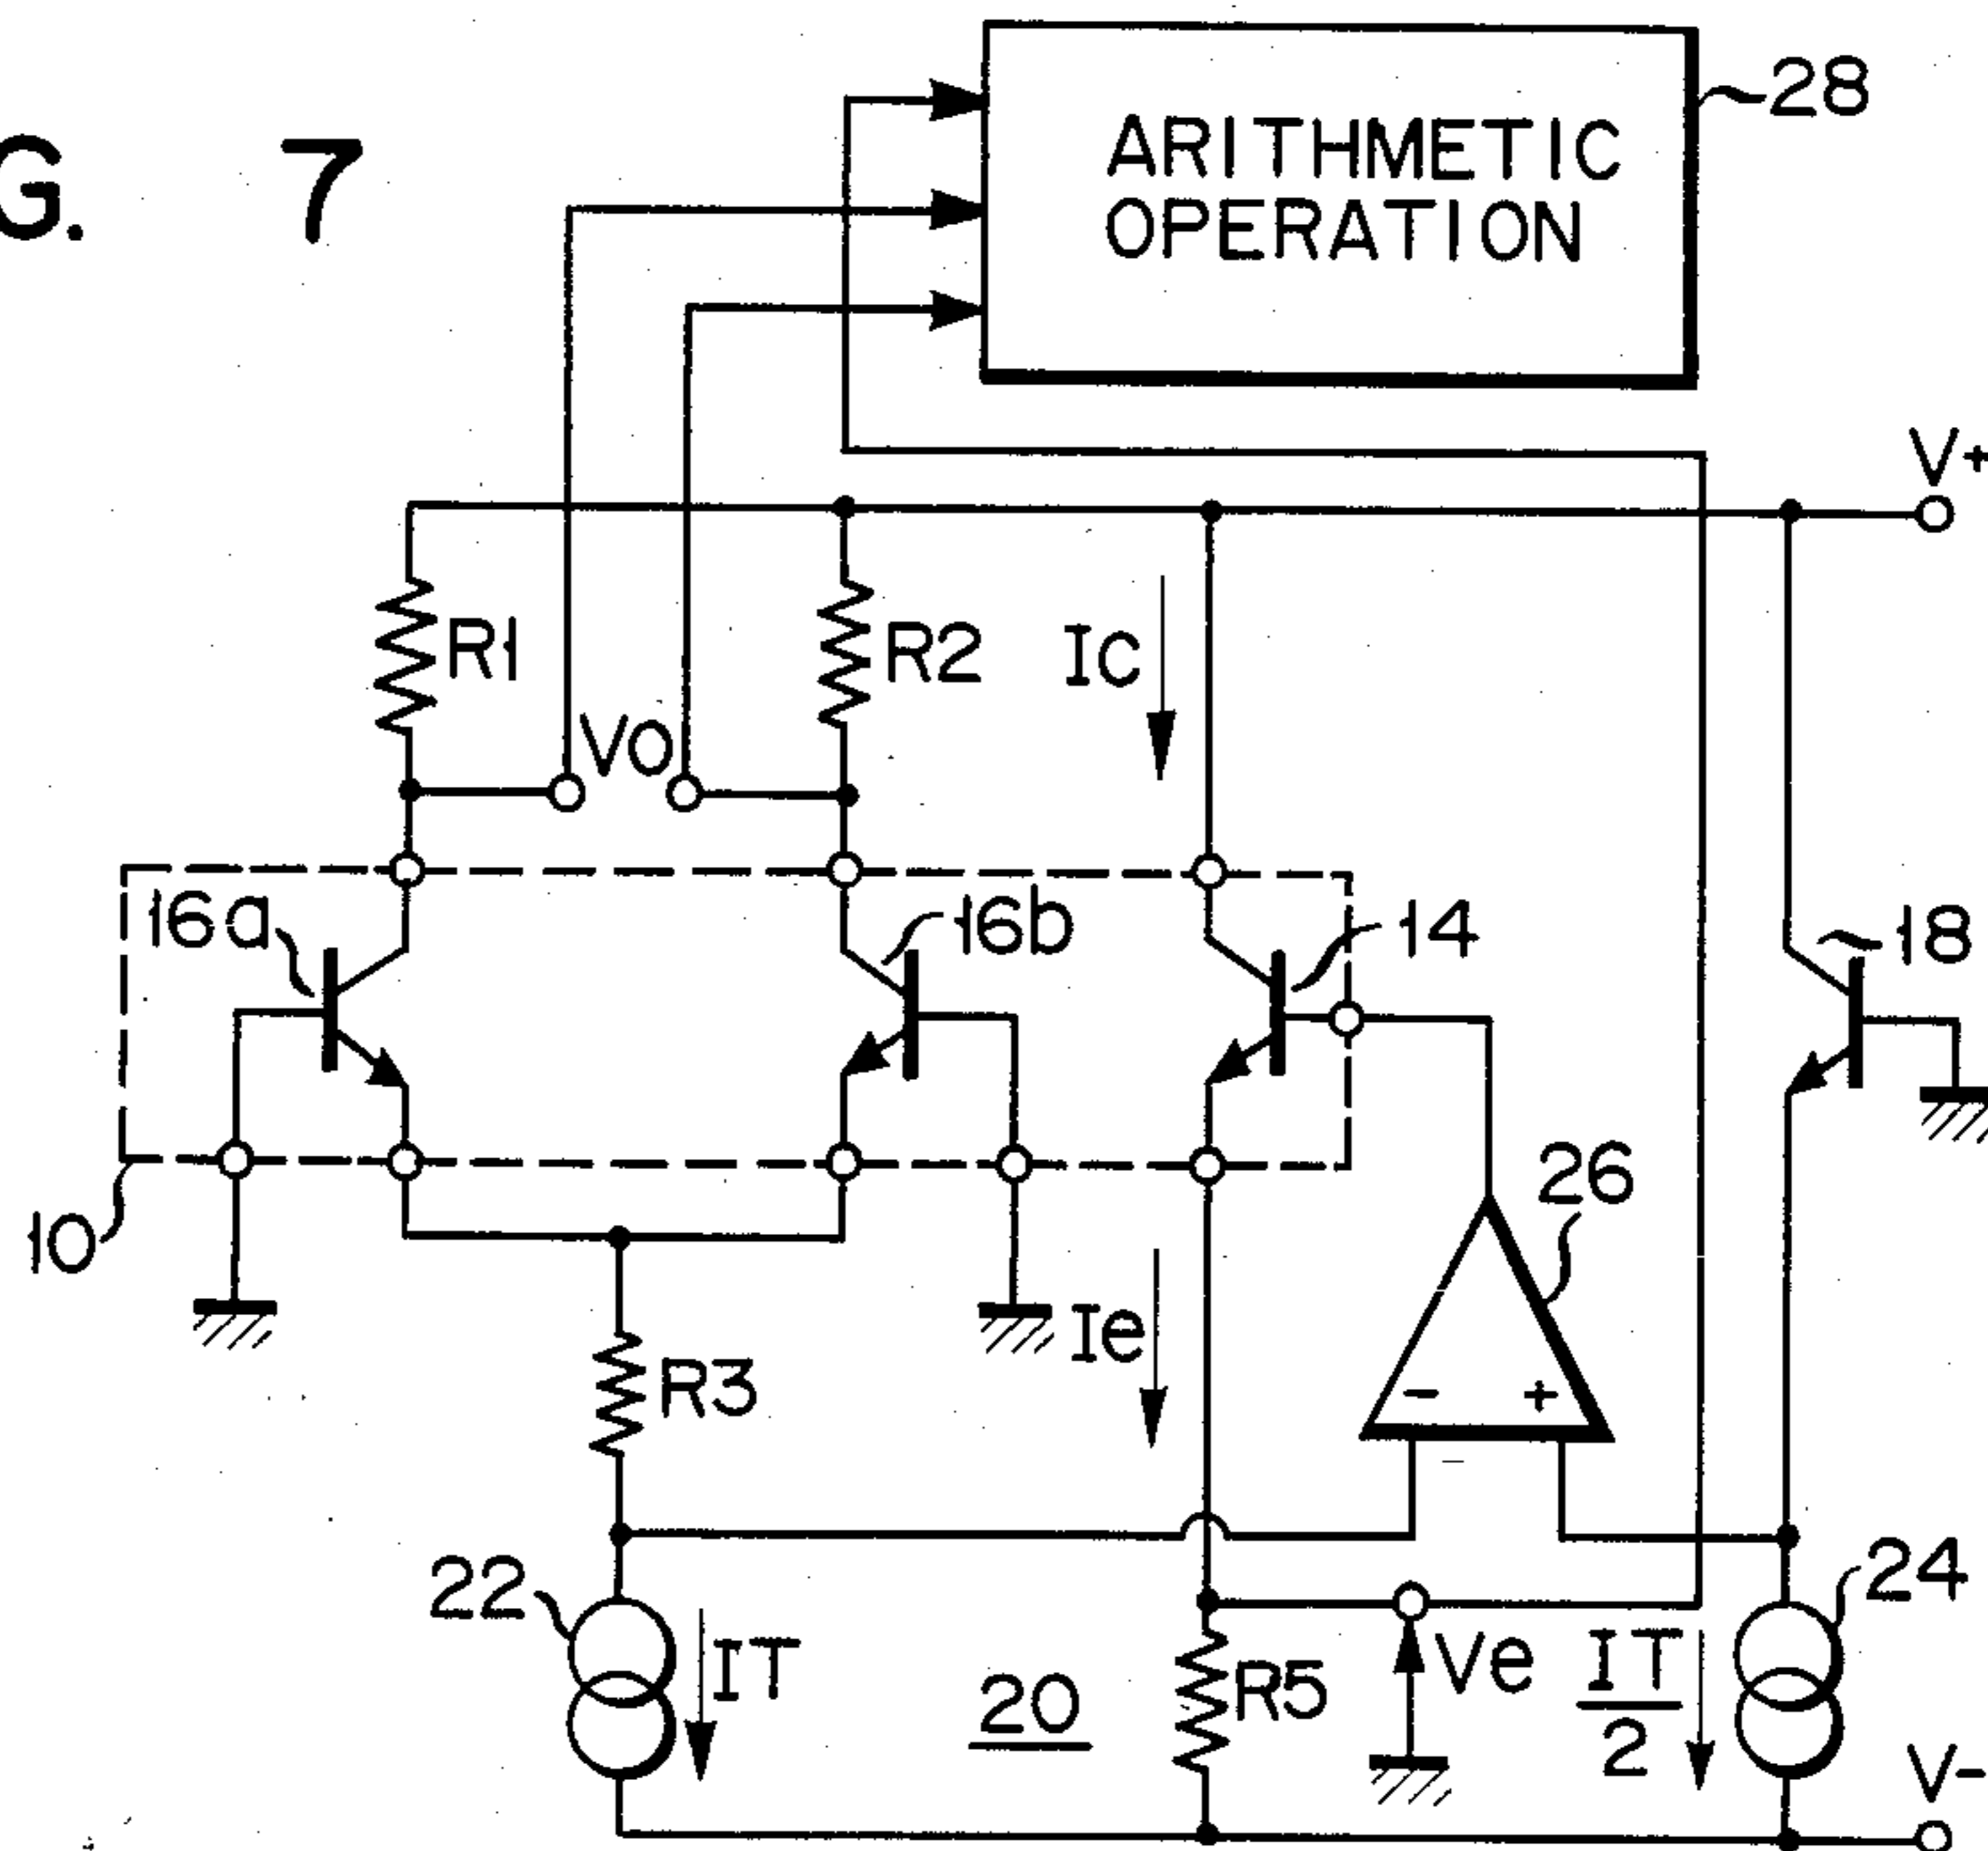 G. 7
28
ARITHMETIC
OPERATION
V+
R1
R2
Ic
VO
16a
16b
14
18
10
26
R3
Ie
- +
22
IT
20
R5
Ve
IT
2
24
V-